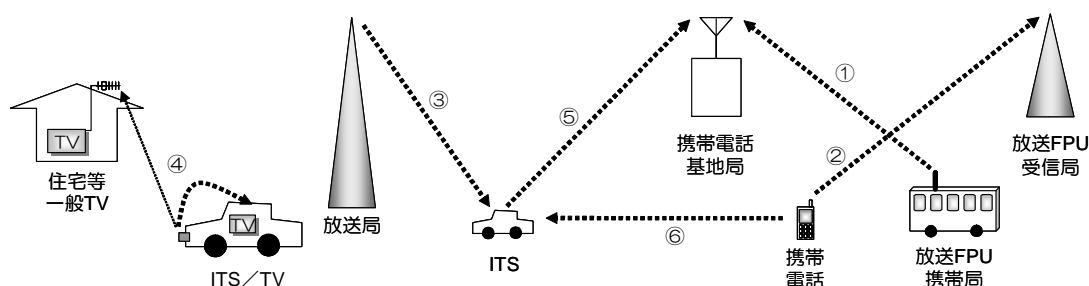 TV
住宅等
一般TV
④
TV
ITS／TV
放送局
③
ITS
⑤
携帯電話
基地局
⑥
①
②
携帯
電話
放送FPU
受信局
放送FPU
携帯局